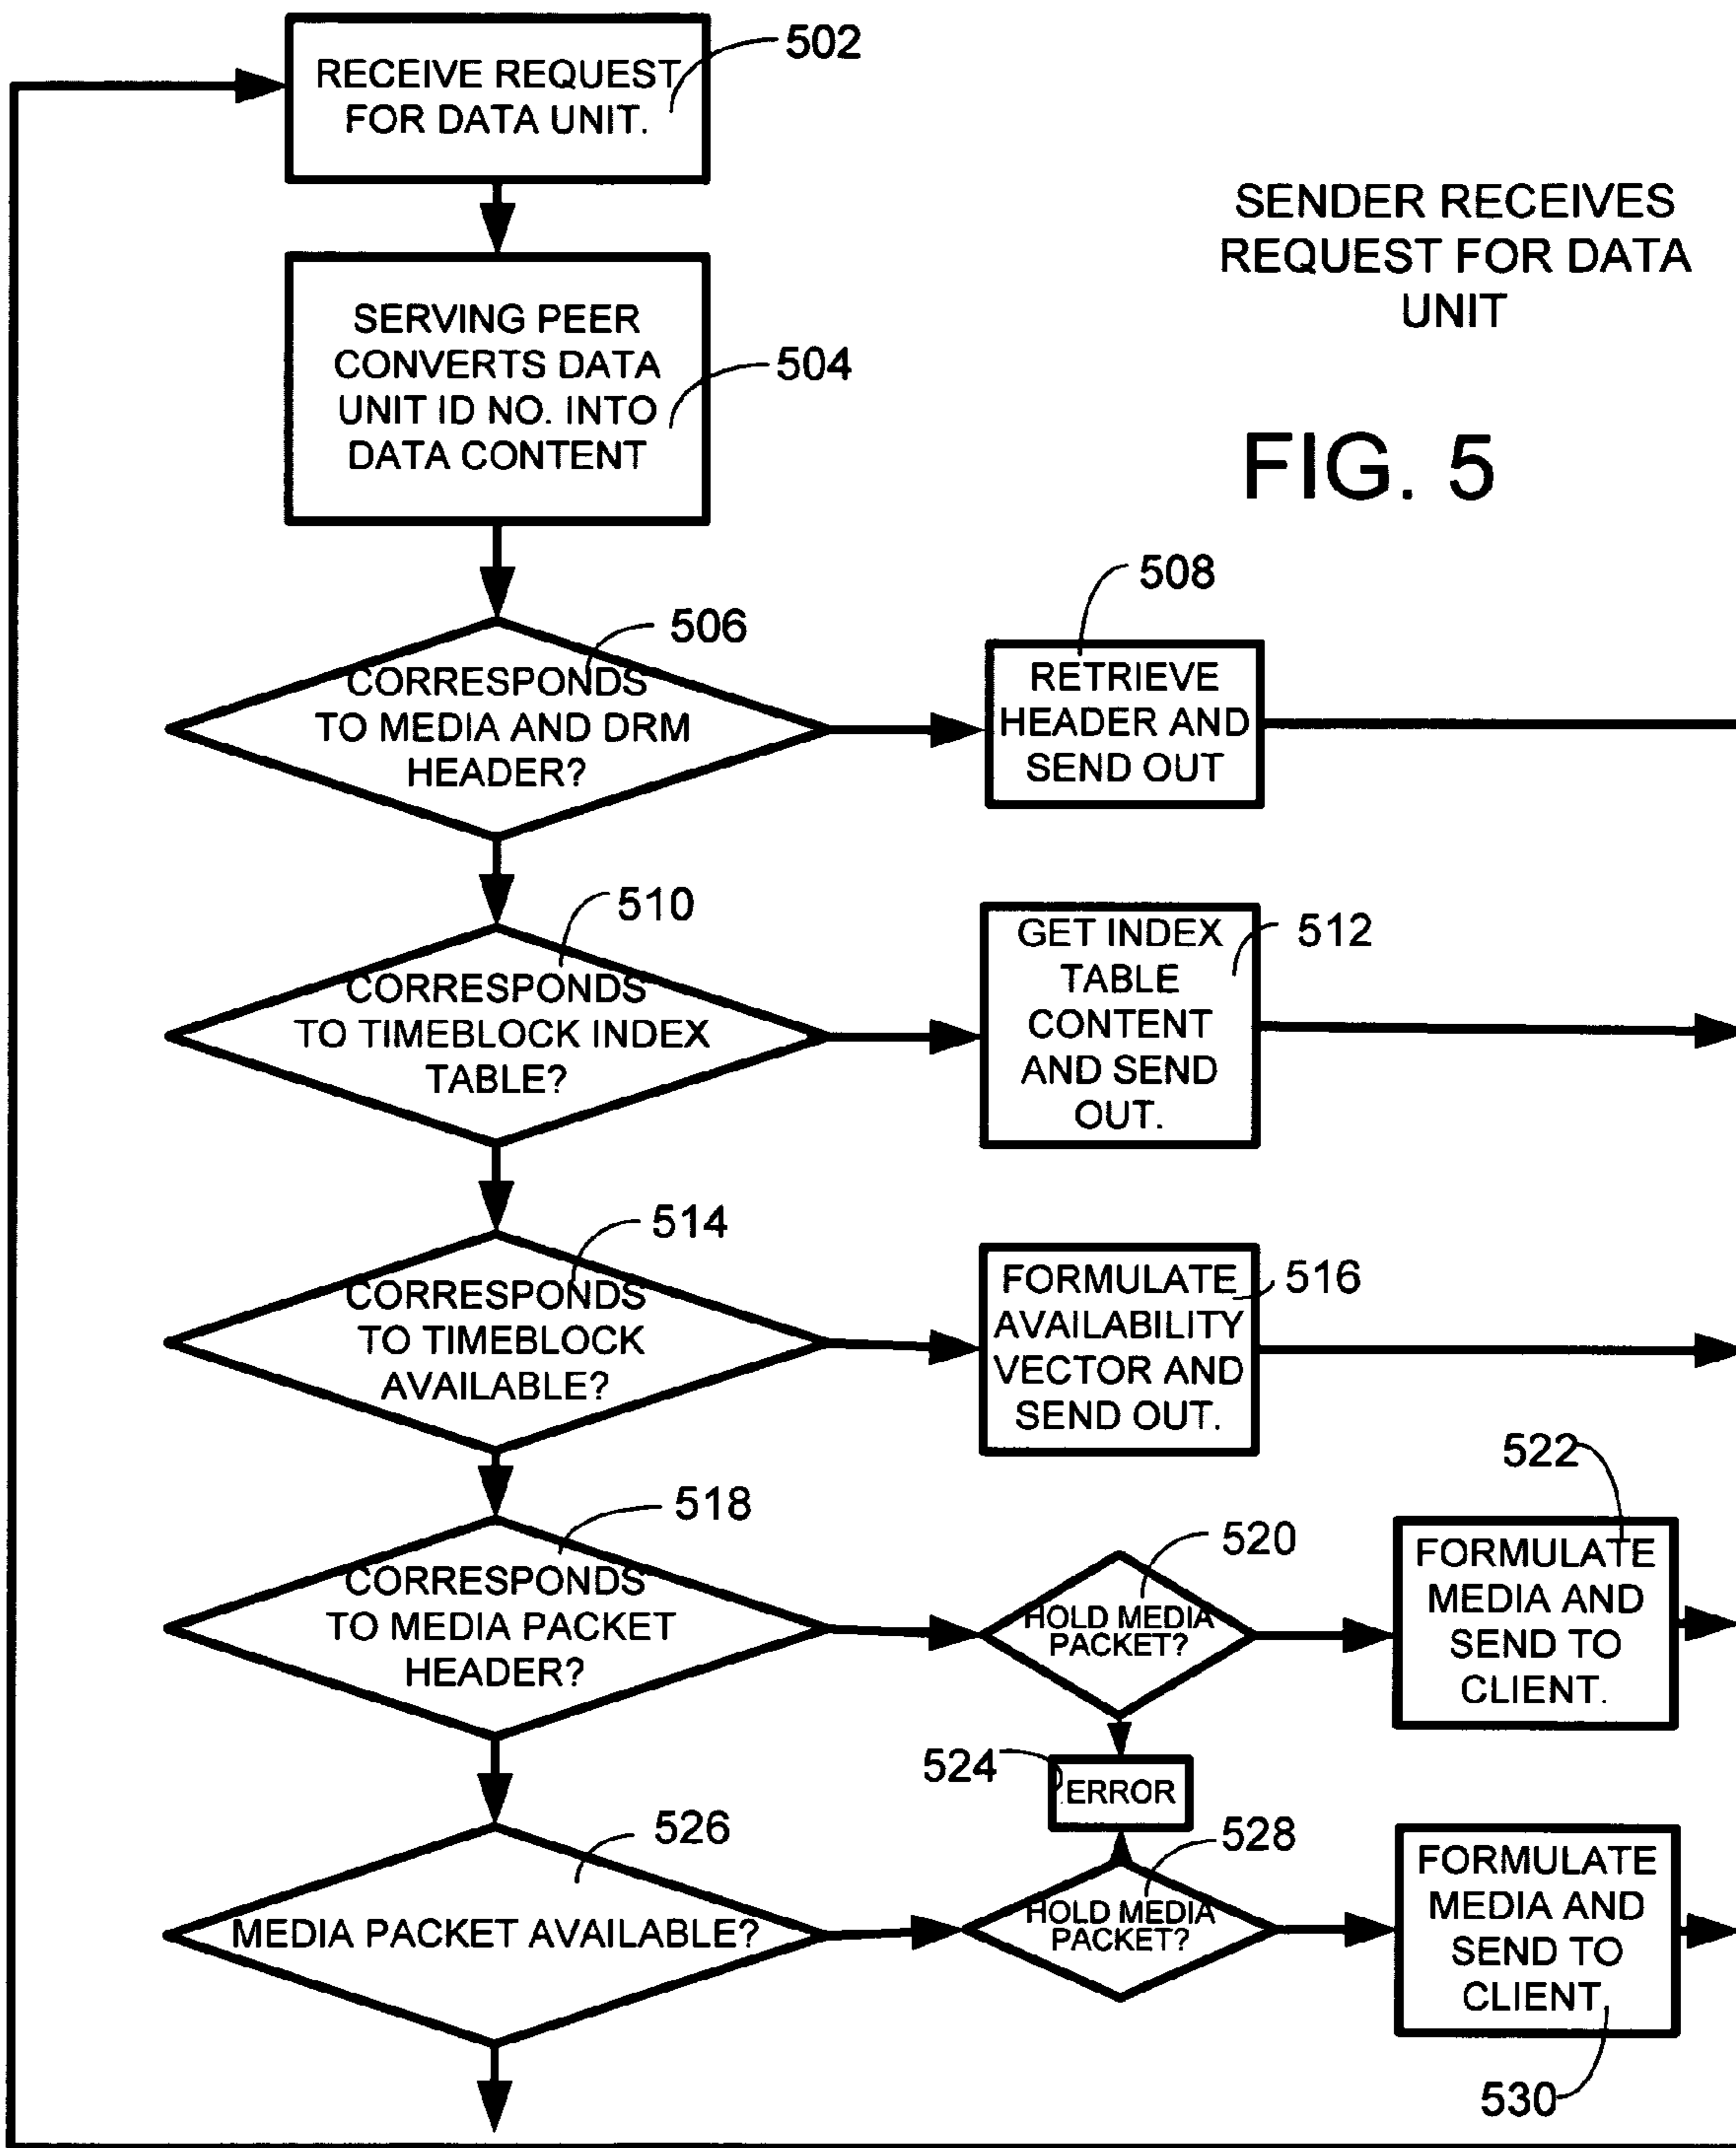 502
RECEIVE REQUEST
FOR DATA UNIT.
SENDER RECEIVES
REQUEST FOR DATA
UNIT
SERVING PEER
CONVERTS DATA
UNIT ID NO. INTO
DATA CONTENT
504
FIG. 5
506
CORRESPONDS
TO MEDIA AND DRM
HEADER?
508
RETRIEVE
HEADER AND
SEND OUT
510
CORRESPONDS
TO TIMEBLOCK INDEX
TABLE?
GET INDEX
TABLE
CONTENT
AND SEND
OUT.
512
514
CORRESPONDS
TO TIMEBLOCK
AVAILABLE?
FORMULATE
AVAILABILITY
VECTOR AND
SEND OUT.
516
518
CORRESPONDS
TO MEDIA PACKET
HEADER?
520
HOLD MEDIA
PACKET?
522
FORMULATE
MEDIA AND
SEND TO
CLIENT.
524
ERROR
526
MEDIA PACKET AVAILABLE?
528
HOLD MEDIA
PACKET?
FORMULATE
MEDIA AND
SEND TO
CLIENT.
530